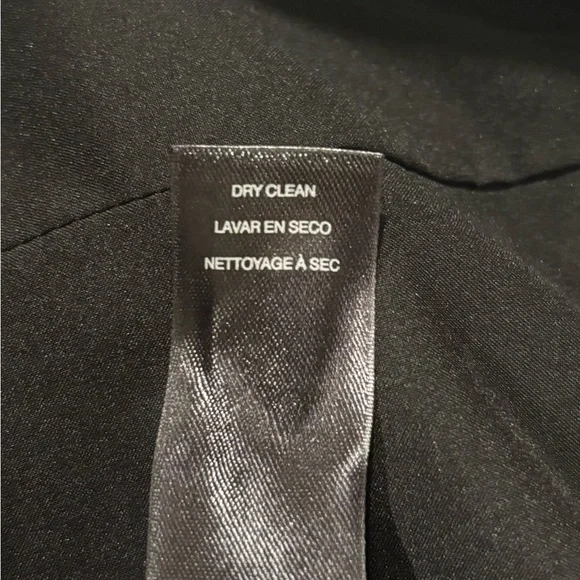 DRY CLEAN
LAVAR EN SECO
NETTOYAGE À SEC